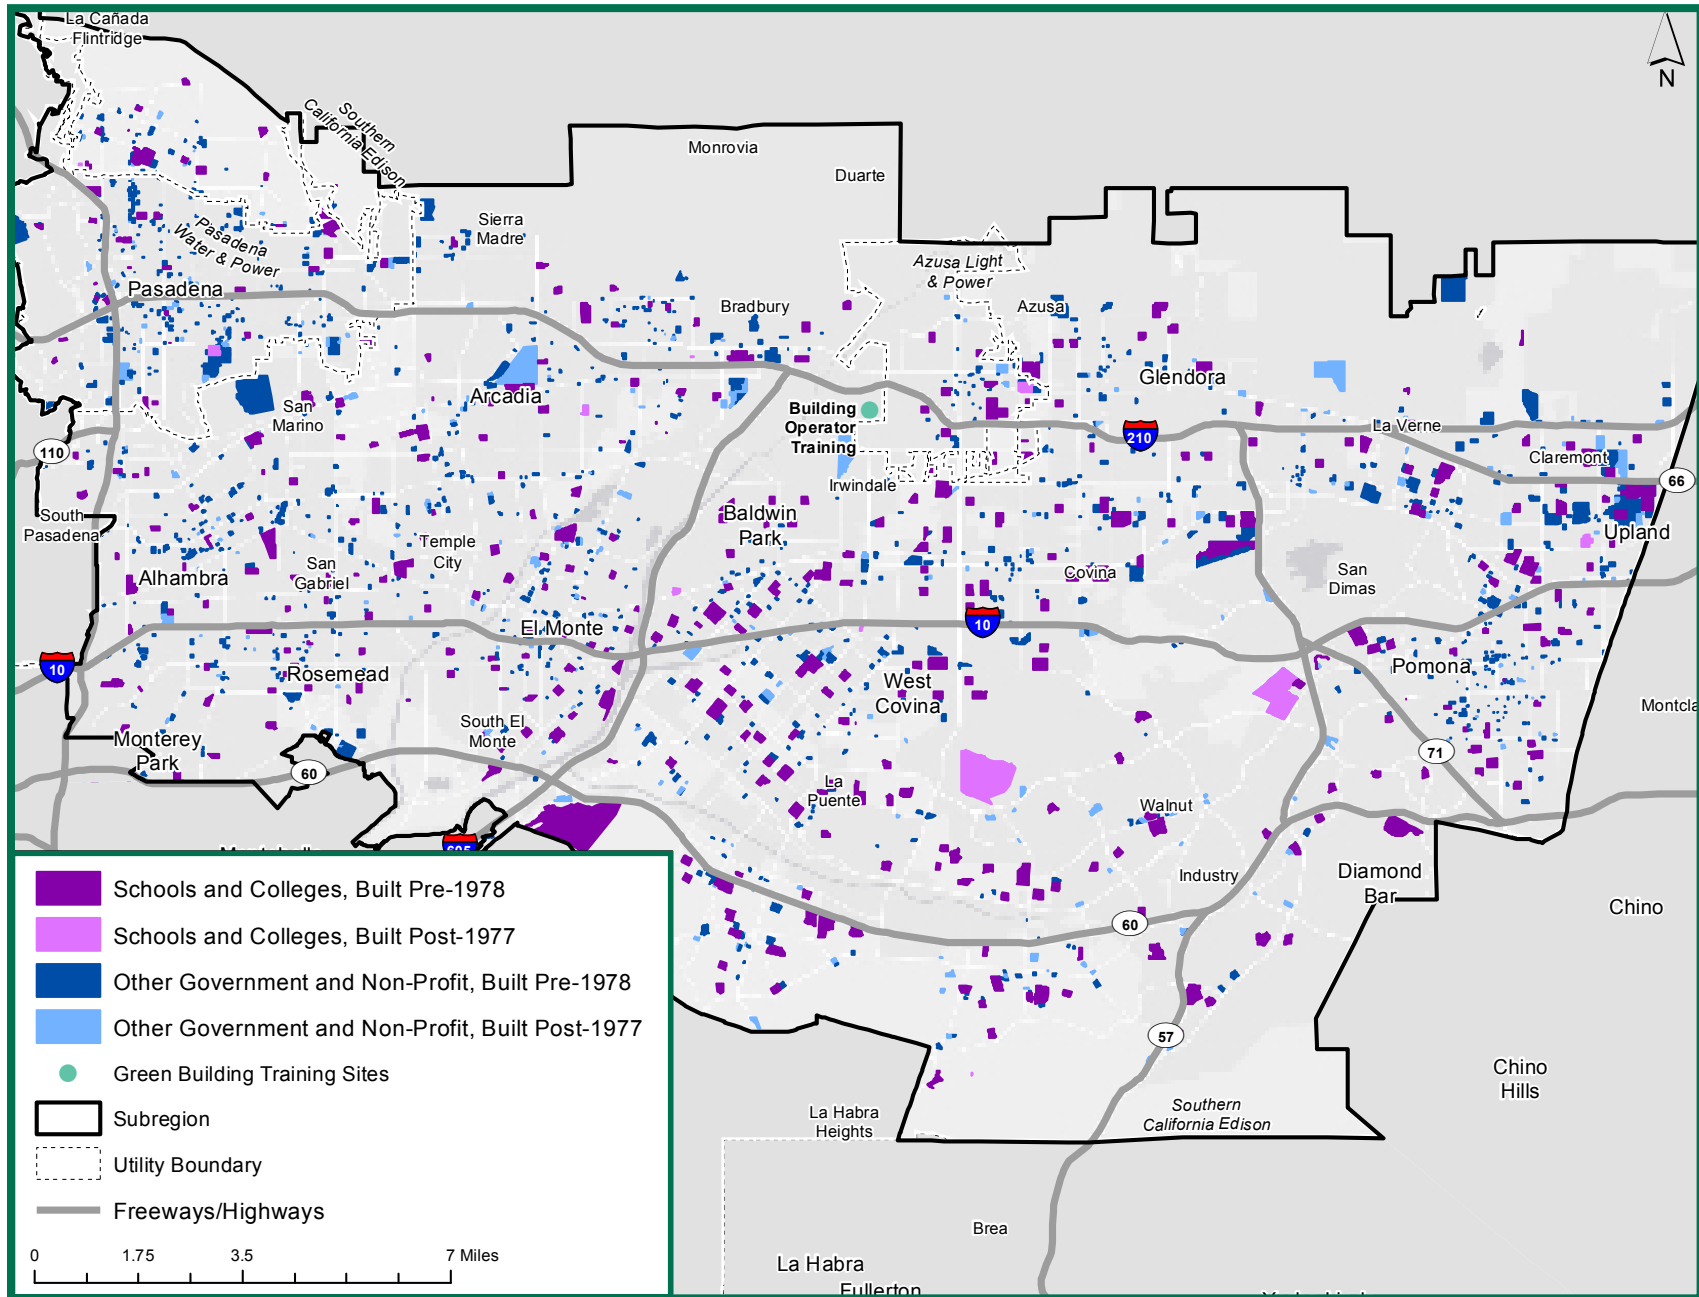 La Cañada
Flintridge
N
Southern
California Edison
Monrovia
Duarte
Sierra
Madre
Pasadena
Water & Power
Azusa Light
& Power
Pasadena
Bradbury
Azusa
Glendora
Arcadia
San
Marino
Building
Operator
Training
La Verne
210
110
Claremont
Irwindale
66
South
Pasadena
Baldwin
Park
Upland
Temple
City
San
Gabriel
Alhambra
Covina
San
Dimas
El Monte
10
10
Rosemead
Pomona
West
Covina
Montcla
South El
Monte
Monterey
Park
60
71
La
Puente
Walnut
605
Industry
Diamond
Bar
Chino
60
57
Chino
Hills
La Habra
Heights
Southern
California Edison
Brea
La Habra
Fullerton
Schools and Colleges, Built Pre-1978
Schools and Colleges, Built Post-1977
Other Government and Non-Profit, Built Pre-1978
Other Government and Non-Profit, Built Post-1977
Green Building Training Sites
Subregion
Utility Boundary
Freeways/Highways
0 1.75 3.5 7 Miles